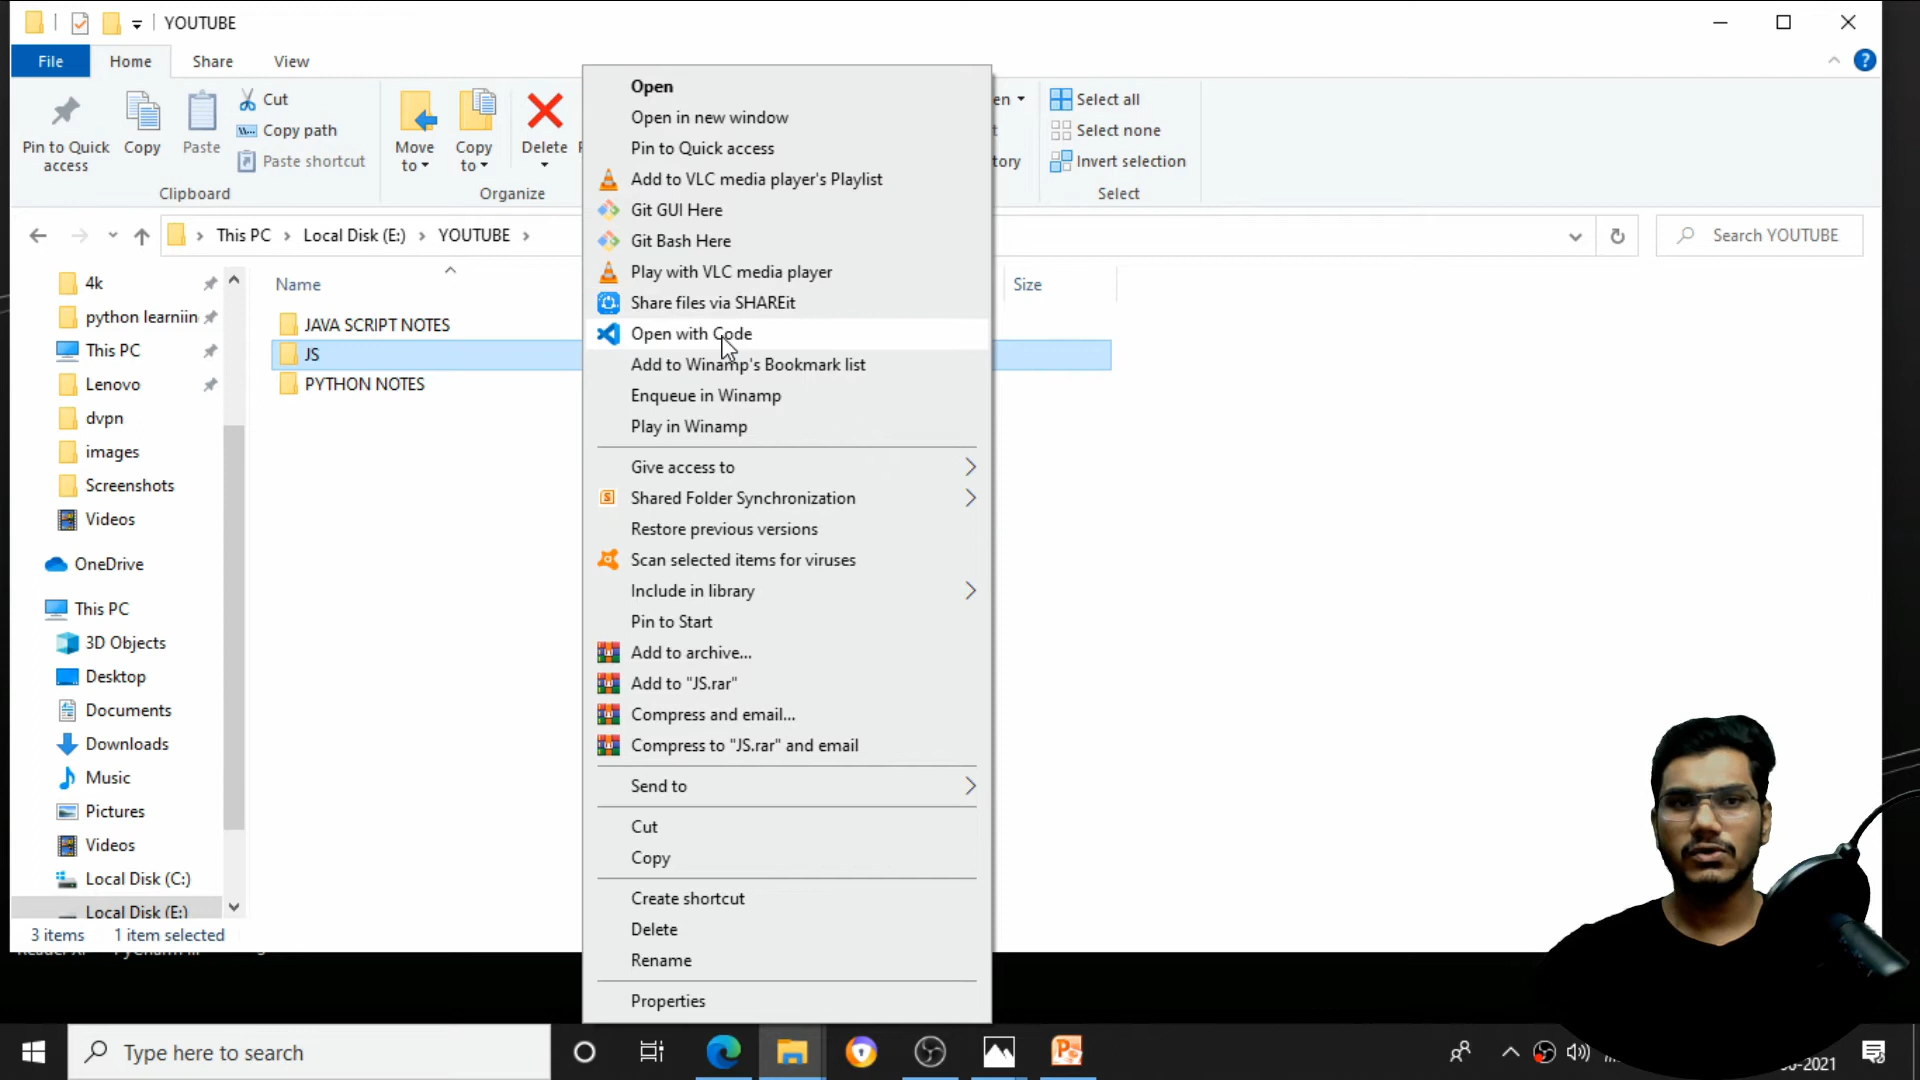 YOUTUBE
File Home Share View
Pin to Quick access
Copy
Paste
Cut
Copy path
Paste shortcut
Clipboard
Move to
Copy to
Delete
Organize
Select all
Select none
Invert selection
Select
This PC > Local Disk (E:) > YOUTUBE >
Search YOUTUBE
4k
python learniin
This PC
Lenovo
dvpn
images
Screenshots
Videos
OneDrive
This PC
3D Objects
Desktop
Documents
Downloads
Music
Pictures
Videos
Local Disk (C:)
Local Disk (E:)
Name
Size
JAVA SCRIPT NOTES
JS
PYTHON NOTES
Open
Open in new window
Pin to Quick access
Add to VLC media player's Playlist
Git GUI Here
Git Bash Here
Play with VLC media player
Share files via SHAREit
Open with Code
Add to Winamp's Bookmark list
Enqueue in Winamp
Play in Winamp
Give access to
Shared Folder Synchronization
Restore previous versions
Scan selected items for viruses
Include in library
Pin to Start
Add to archive...
Add to "JS.rar"
Compress and email...
Compress to "JS.rar" and email
Send to
Cut
Copy
Create shortcut
Delete
Rename
Properties
3 items 1 item selected
Type here to search